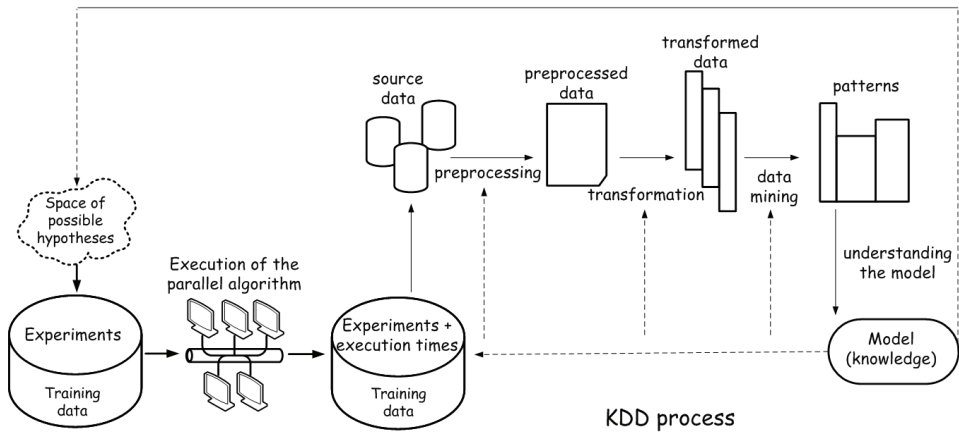 transformed
data
source
data
preprocessed
data
patterns
preprocessing
transformation
data
mining
Space of
possible
hypotheses
understanding
the model
Execution of the
parallel algorithm
Experiments
Training
data
Experiments +
execution times
Training
data
Model
(knowledge)
KDD process